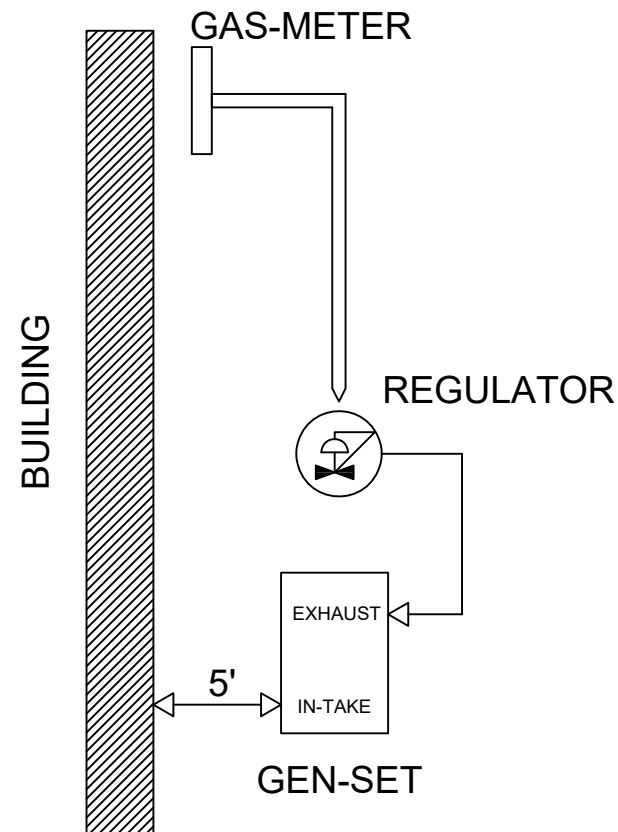 GAS-METER
BUILDING
REGULATOR
EXHAUST
5'
IN-TAKE
GEN-SET